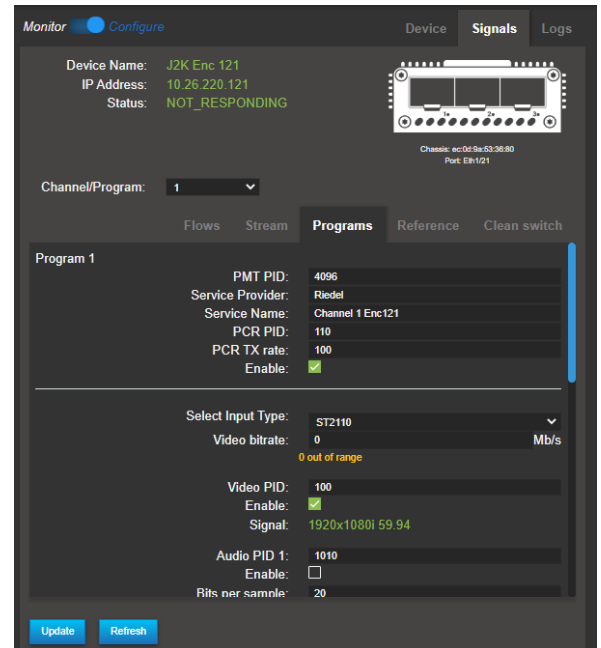 Monitor Configure Device Signals Logs
Device Name: J2K Enc 121
IP Address: 10.26.220.121
Status: NOT_RESPONDING
1 2 3
Chassis: ec:0d:9a:53:36:80
Port: Eth1/21
Channel/Program: 1
Flows Stream Programs Reference Clean switch
Program 1
PMT PID: 4096
Service Provider: Riedel
Service Name: Channel 1 Enc121
PCR PID: 110
PCR TX rate: 100
Enable:
Select Input Type: ST2110
Video bitrate: 0 Mb/s
0 out of range
Video PID: 100
Enable:
Signal: 1920x1080i 59.94
Audio PID 1: 1010
Enable:
Bits per sample: 20
Update Refresh